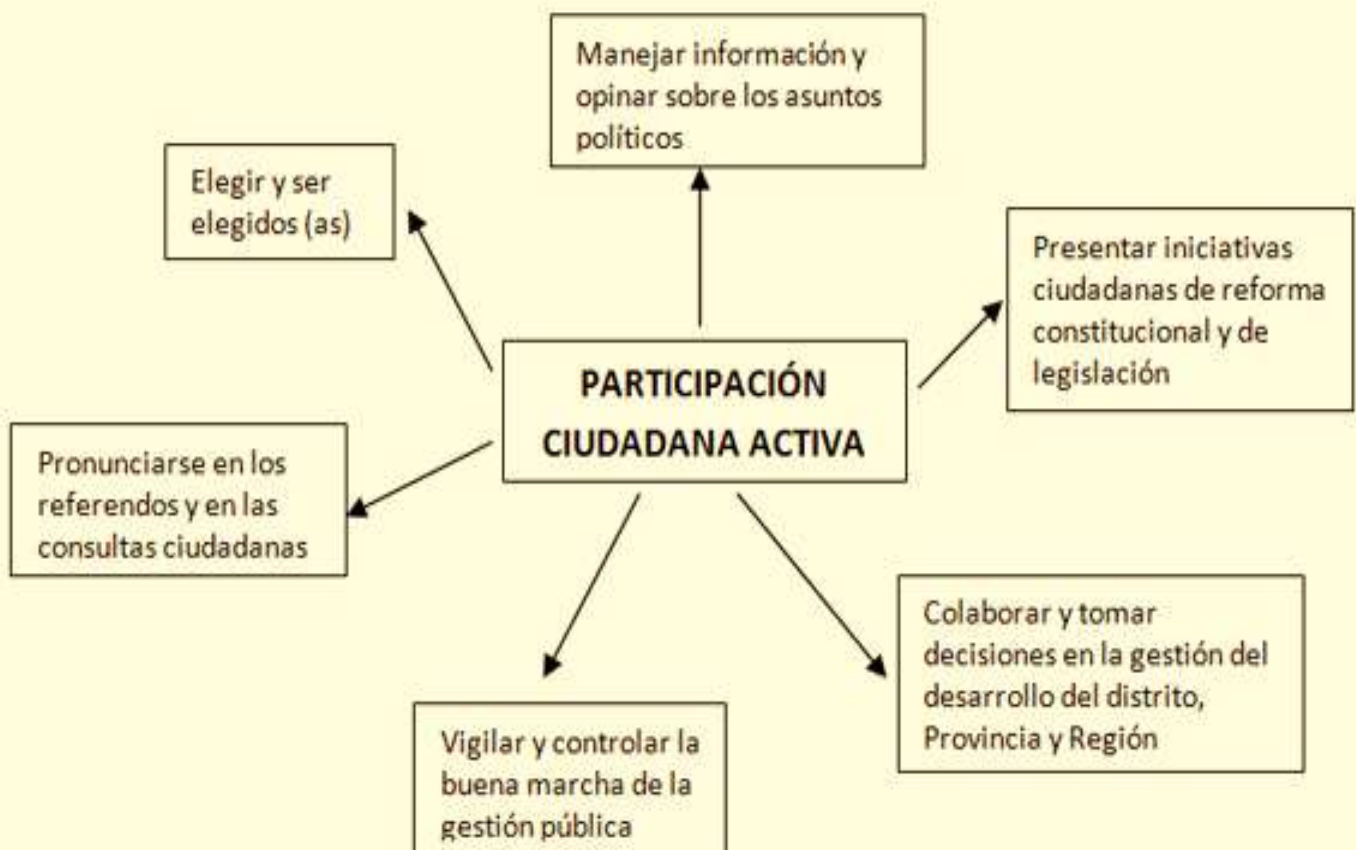 Manejar información y
opinar sobre los asuntos
políticos
Elegir y ser
elegidos (as)
Presentar iniciativas
ciudadanas de reforma
constitucional y de
legislación
PARTICIPACIÓN
CIUDADANA ACTIVA
Pronunciarse en los
referendos y en las
consultas ciudadanas
Colaborar y tomar
decisiones en la gestión del
desarrollo del distrito,
Provincia y Región
Vigilar y controlar la
buena marcha de la
gestión pública